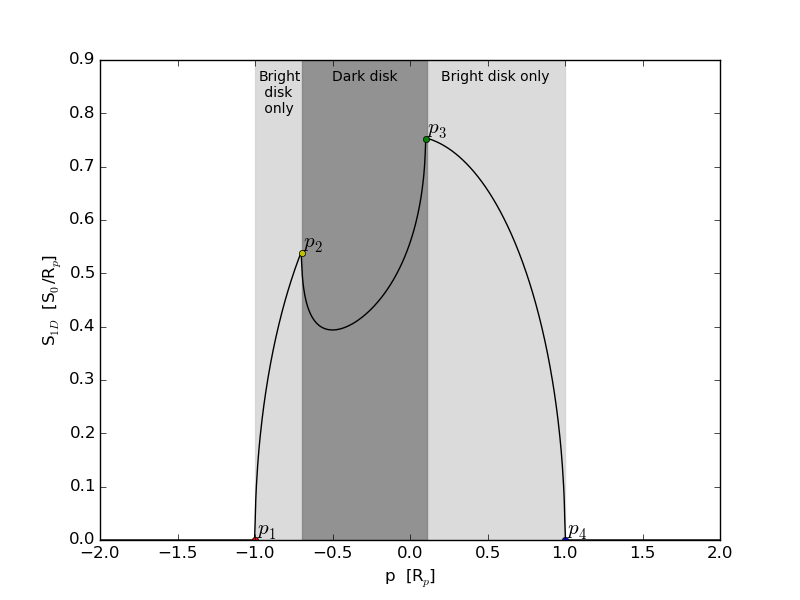 Bright
disk
only
Dark disk
Bright disk only
p₃
p₂
p₁
p₄
0.9
0.8
0.7
0.6
0.5
0.4
0.3
0.2
0.1
0.0
S₁D [S₀/Rₚ]
−2.0 −1.5 −1.0 −0.5 0.0 0.5 1.0 1.5 2.0
p [Rₚ]